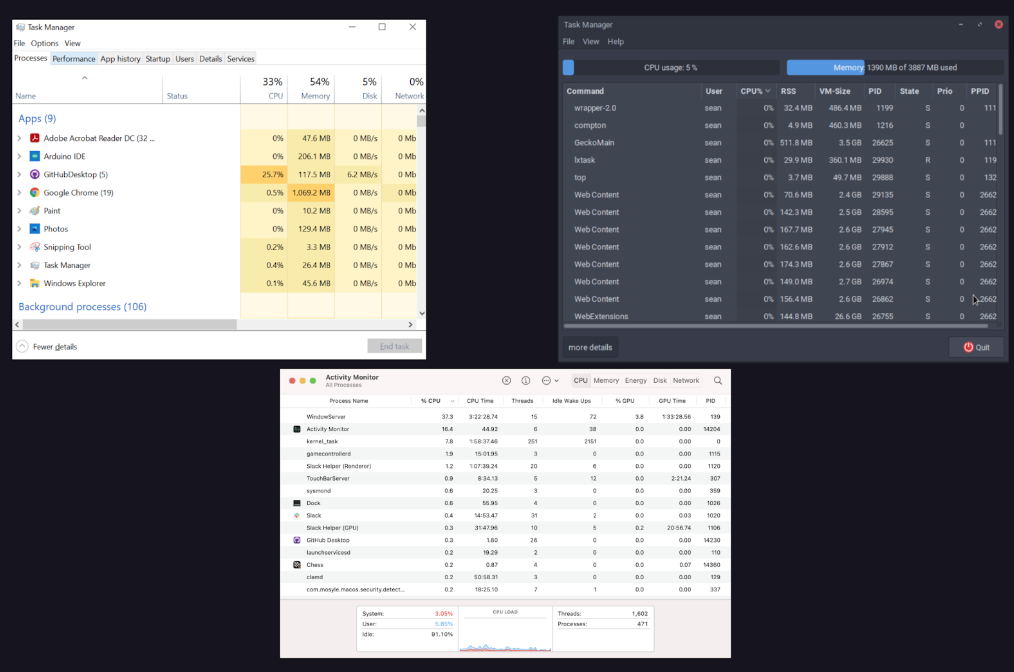 Task Manager
File Options View
Processes Performance App history Startup Users Details Services
33% 54% 5% 0%
Name Status CPU Memory Disk Network
Apps (9)
Adobe Acrobat Reader DC (32 ... 0% 47.6 MB 0 MB/s 0 Mb
Arduino IDE 0% 206.1 MB 0 MB/s 0 Mb
GitHubDesktop (5) 25.7% 117.5 MB 6.2 MB/s 0 Mb
Google Chrome (19) 0.5% 1,069.2 MB 0 MB/s 0 Mb
Paint 0% 10.2 MB 0 MB/s 0 Mb
Photos 0% 129.4 MB 0 MB/s 0 Mb
Snipping Tool 0.2% 3.3 MB 0 MB/s 0 Mb
Task Manager 0.4% 26.4 MB 0 MB/s 0 Mb
Windows Explorer 0.1% 45.6 MB 0 MB/s 0 Mb
Background processes (106)
Fewer details End task
Task Manager
File View Help
CPU usage: 5 % Memory: 1390 MB of 3887 MB used
Command User CPU% RSS VM-Size PID State Prio PPID
wrapper-2.0 sean 0% 32.4 MB 486.4 MB 1199 S 0 111
compton sean 0% 4.9 MB 460.3 MB 1216 S 0
GeckoMain sean 0% 511.8 MB 3.5 GB 26625 S 0 111
lxtask sean 0% 29.9 MB 360.1 MB 29930 R 0 119
top sean 0% 3.7 MB 49.7 MB 29888 S 0 132
Web Content sean 0% 70.6 MB 2.4 GB 29135 S 0 2662
Web Content sean 0% 142.3 MB 2.5 GB 28595 S 0 2662
Web Content sean 0% 167.7 MB 2.6 GB 27945 S 0 2662
Web Content sean 0% 162.6 MB 2.6 GB 27912 S 0 2662
Web Content sean 0% 174.3 MB 2.6 GB 27867 S 0 2662
Web Content sean 0% 149.0 MB 2.7 GB 26974 S 0 2662
Web Content sean 0% 156.4 MB 2.6 GB 26862 S 0 2662
WebExtensions sean 0% 144.8 MB 26.6 GB 26755 S 0 2662
more details Quit
Activity Monitor
All Processes
CPU Memory Energy Disk Network
Process Name % CPU CPU Time Threads Idle Wake Ups % GPU GPU Time PID
WindowServer 37.3 3:22:28.74 15 72 3.8 1:33:28.56 139
Activity Monitor 16.4 44.92 6 38 0.0 0.00 14204
kernel_task 7.8 1:58:37.46 251 2151 0.0 0.00 0
gamecontrollerd 1.9 15:01.95 3 0 0.0 0.00 1115
Slack Helper (Renderer) 1.2 1:07:39.24 20 6 0.0 0.00 1120
TouchBarServer 0.9 8:34.13 5 12 0.0 2:21.24 307
sysmond 0.6 20.25 3 0 0.0 0.00 359
Dock 0.6 55.95 4 0 0.0 0.00 1026
Slack 0.4 14:53.47 31 2 0.0 0.03 1020
Slack Helper (GPU) 0.3 31:47.96 10 5 0.2 20:56.74 1106
GitHub Desktop 0.3 1.60 26 0 0.0 0.00 14230
launchservicesd 0.2 19.29 2 0 0.0 0.00 110
Chess 0.2 0.87 4 0 0.0 0.07 14360
clamd 0.2 50:58.31 3 0 0.0 0.00 129
com.mosyle.macos.security.detect... 0.2 18:25.10 7 1 0.0 0.00 337
System: 3.05% CPU LOAD Threads: 1,602
User: 5.85% Processes: 471
Idle: 91.10%